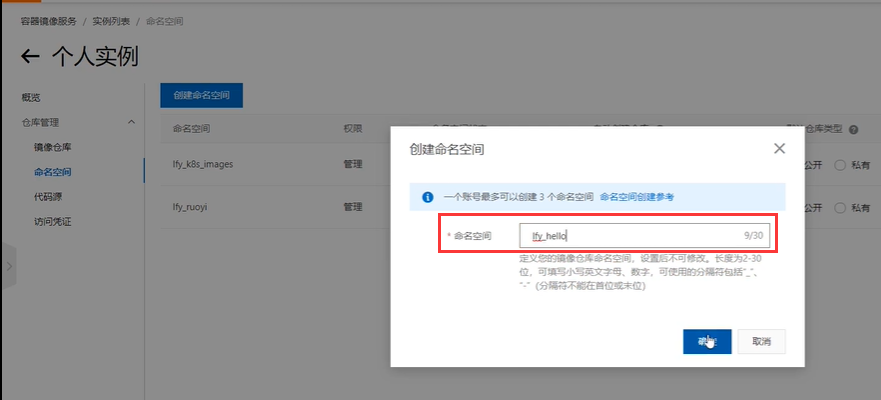 容器镜像服务 / 实例列表 / 命名空间
← 个人实例
概览
仓库管理
镜像仓库
命名空间
代码源
访问凭证
创建命名空间
命名空间 权限 仓库类型
lfy_k8s_images 管理 公开 私有
lfy_ruoyi 管理 公开 私有
创建命名空间
一个账号最多可以创建 3 个命名空间 命名空间创建参考
* 命名空间 lfy_hello 9/30
定义您的镜像仓库命名空间，设置后不可修改。长度为2-30
位，可填写小写英文字母、数字，可使用的分隔符包括"_"、
"-"（分隔符不能在首位或末位）
取消